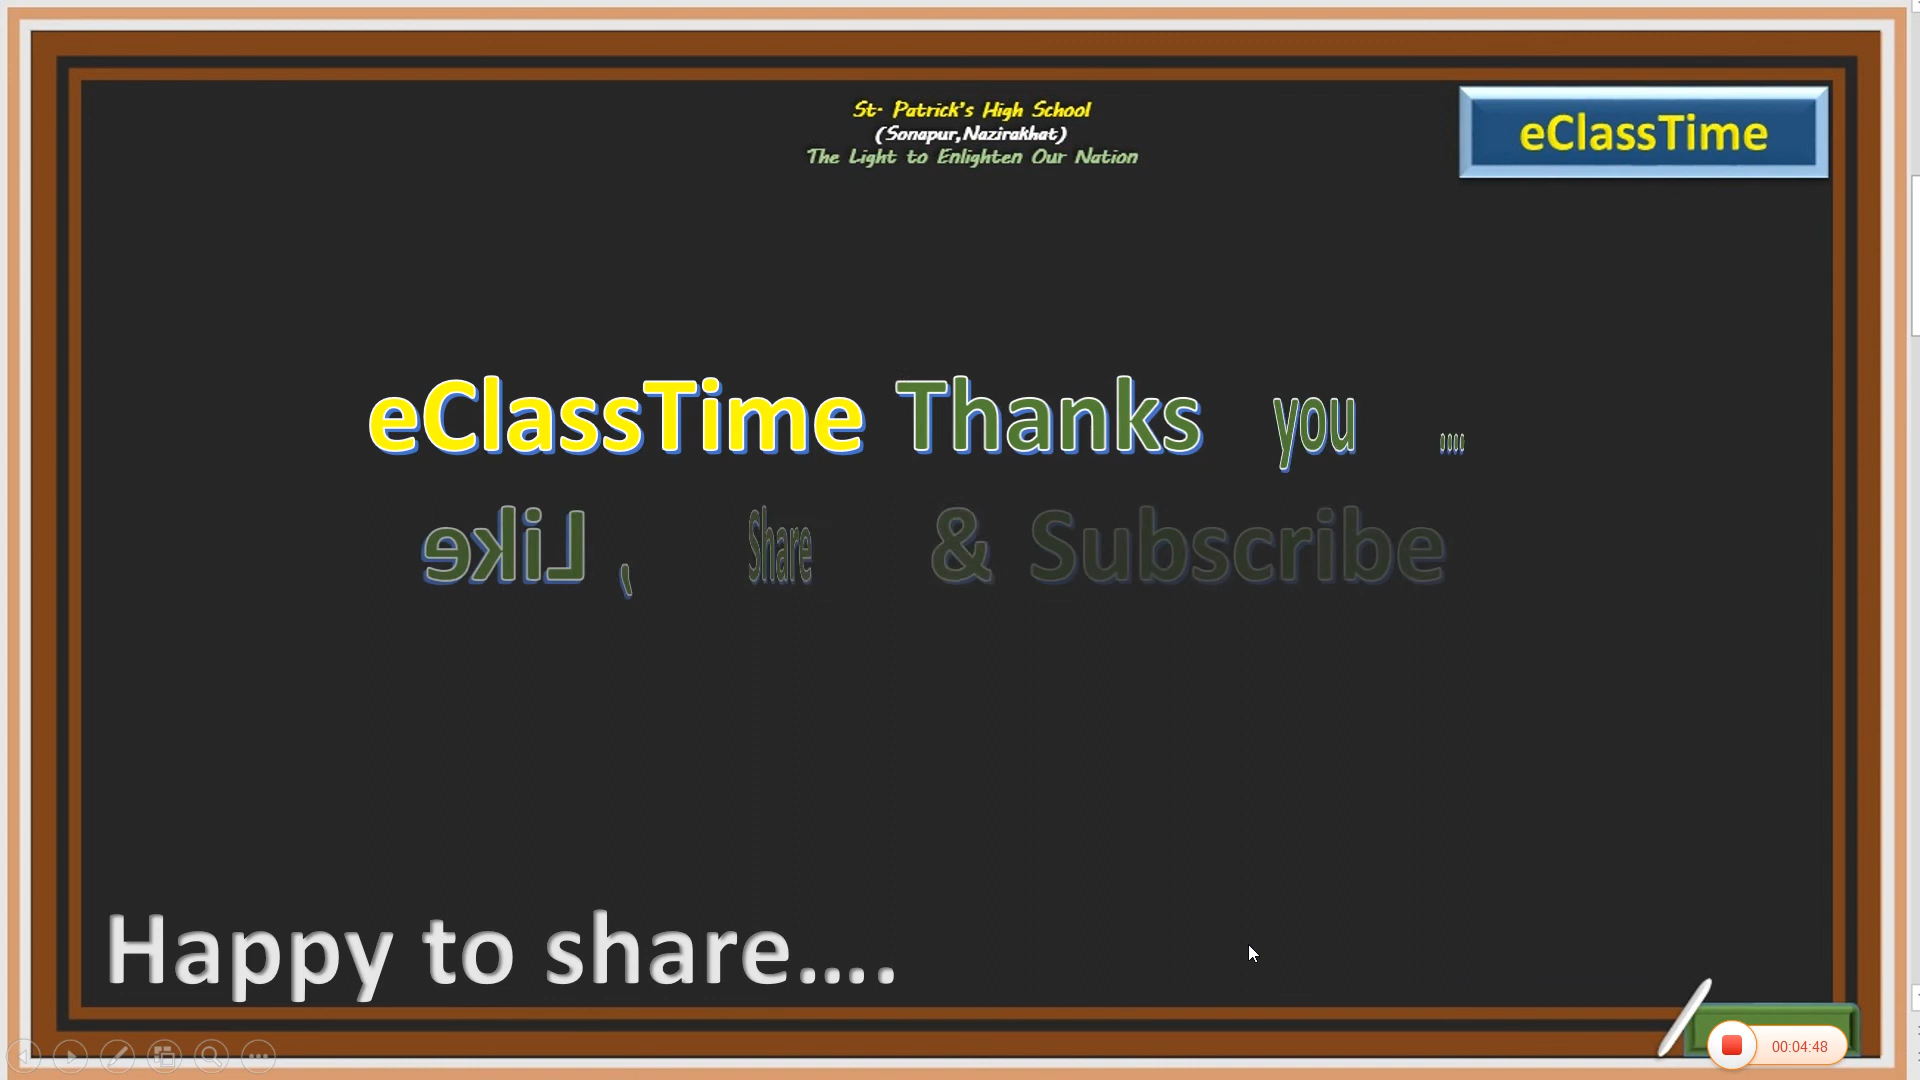 St. Patrick's High School
(Sonapur,Nazirakhat)
The Light to Enlighten Our Nation
eClassTime
eClassTime Thanks you ....
Like , Share & Subscribe
Happy to share....
00:04:48